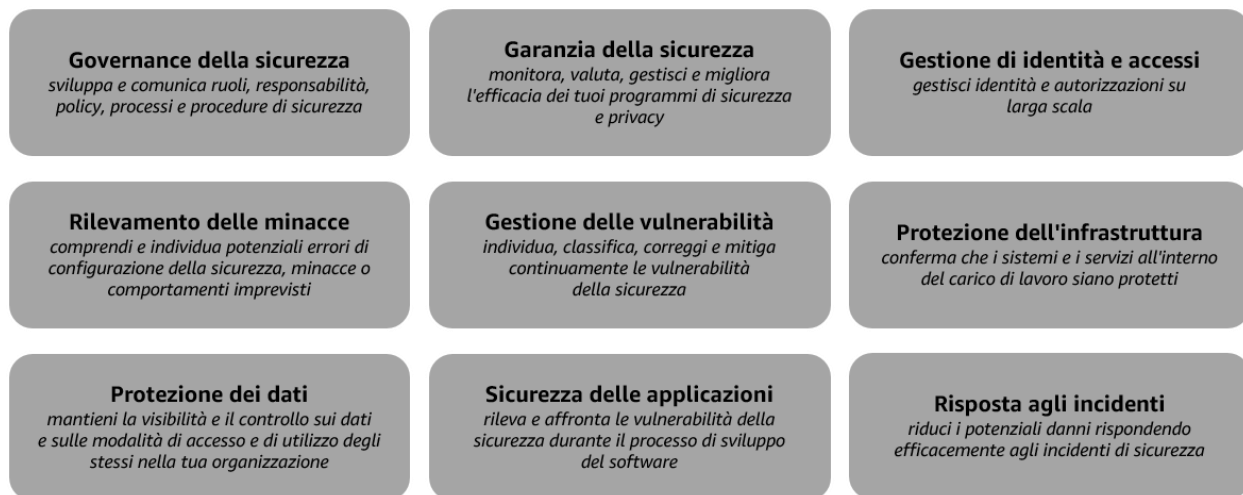 Governance della sicurezza
sviluppa e comunica ruoli, responsabilità,
policy, processi e procedure di sicurezza
Garanzia della sicurezza
monitora, valuta, gestisci e migliora
l'efficacia dei tuoi programmi di sicurezza
e privacy
Gestione di identità e accessi
gestisci identità e autorizzazioni su
larga scala
Rilevamento delle minacce
comprendi e individua potenziali errori di
configurazione della sicurezza, minacce o
comportamenti imprevisti
Gestione delle vulnerabilità
individua, classifica, correggi e mitiga
continuamente le vulnerabilità
della sicurezza
Protezione dell'infrastruttura
conferma che i sistemi e i servizi all'interno
del carico di lavoro siano protetti
Protezione dei dati
mantieni la visibilità e il controllo sui dati
e sulle modalità di accesso e di utilizzo degli
stessi nella tua organizzazione
Sicurezza delle applicazioni
rileva e affronta le vulnerabilità della
sicurezza durante il processo di sviluppo
del software
Risposta agli incidenti
riduci i potenziali danni rispondendo
efficacemente agli incidenti di sicurezza